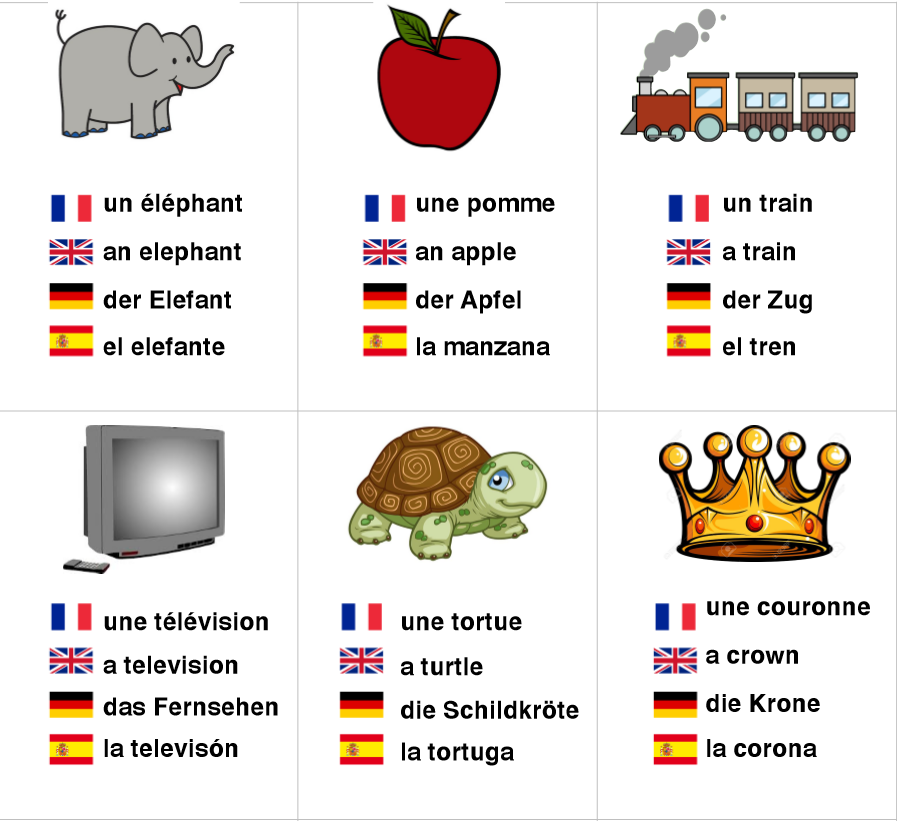 un éléphant
an elephant
der Elefant
el elefante
une pomme
an apple
der Apfel
la manzana
un train
a train
der Zug
el tren
une télévision
a television
das Fernsehen
la televisón
une tortue
a turtle
die Schildkröte
la tortuga
une couronne
a crown
die Krone
la corona